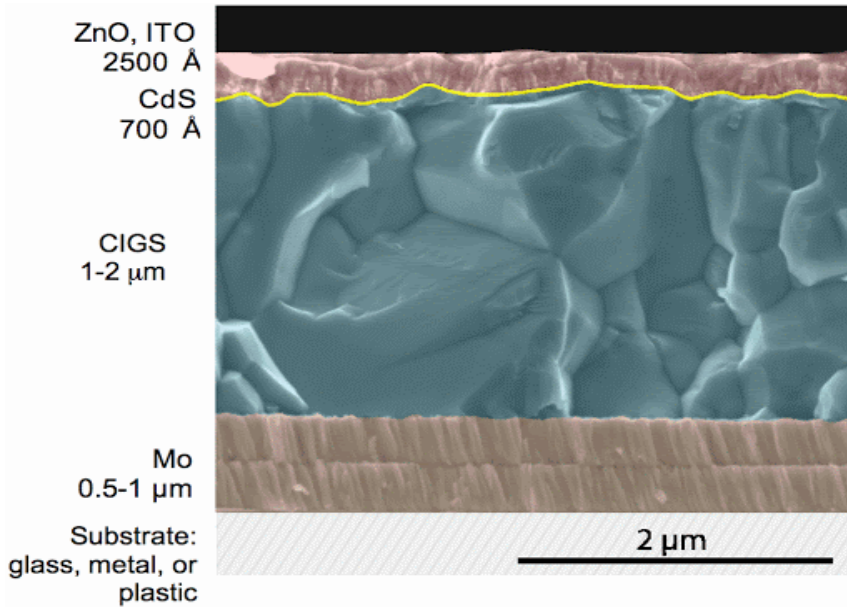 ZnO, ITO
2500 Å
CdS
700 Å
CIGS
1-2 μm
Mo
0.5-1 µm
Substrate:
glass, metal, or
plastic
2 µm